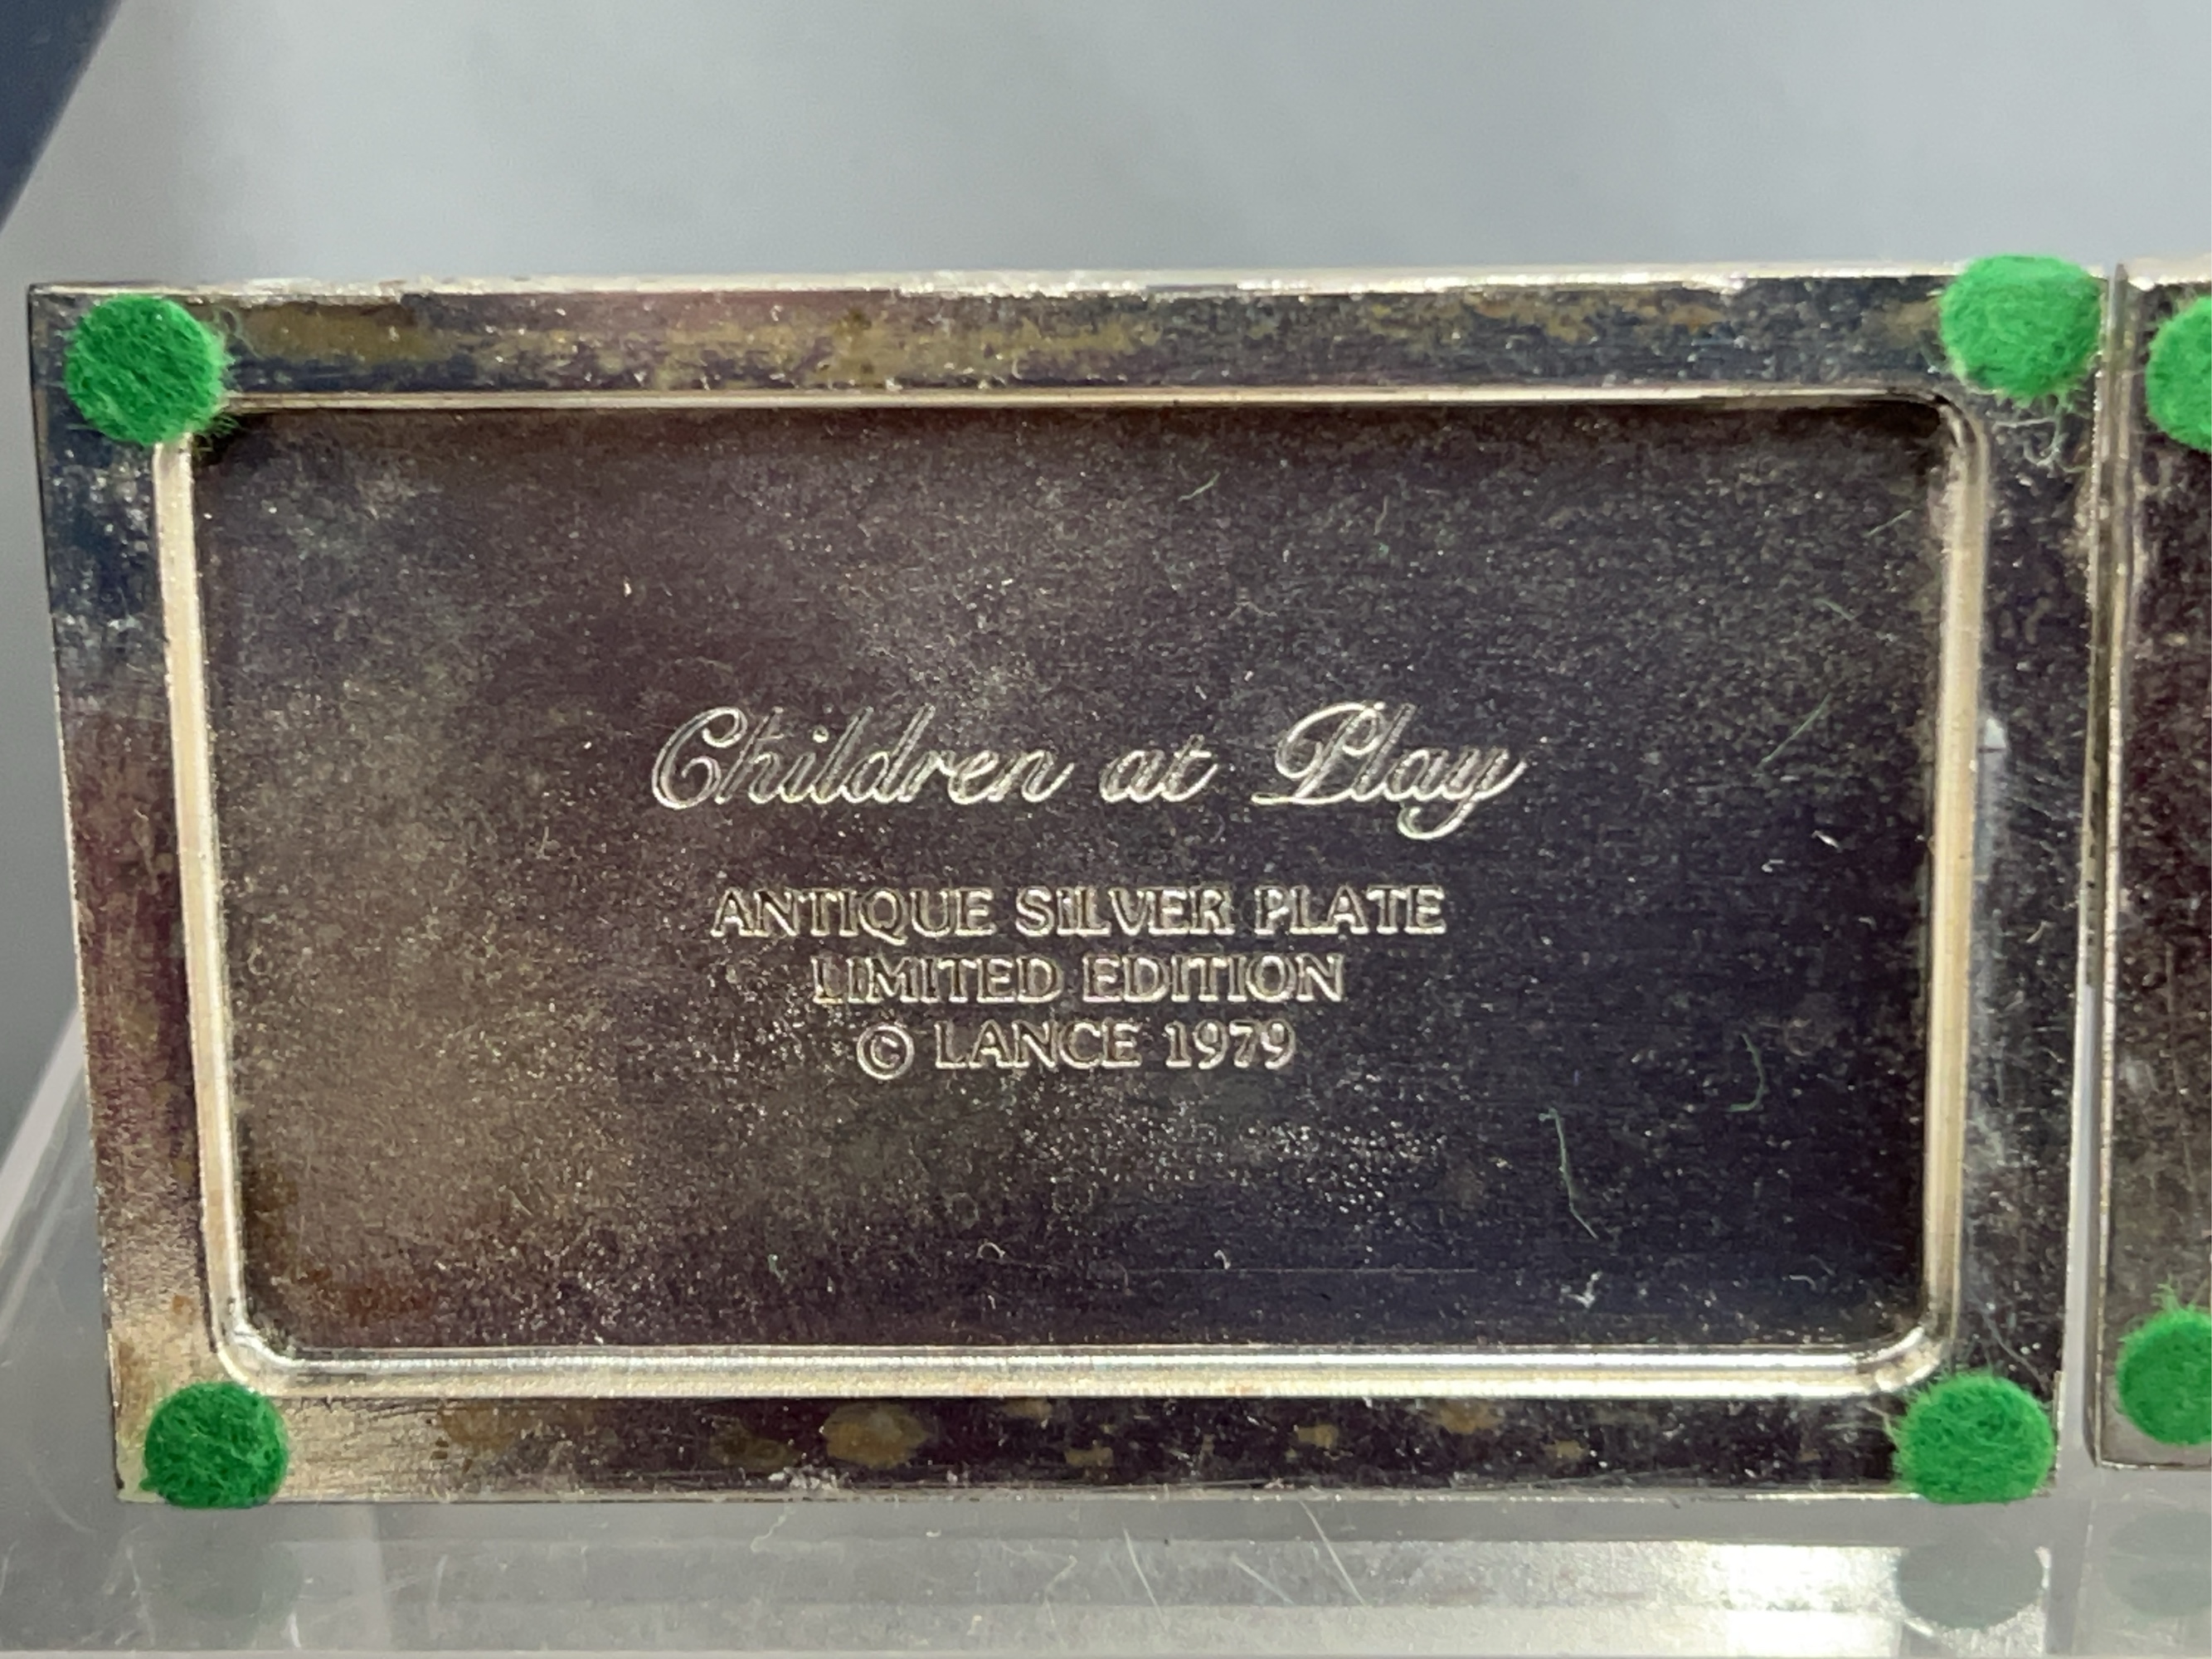 Children at Play
ANTIQUE SILVER PLATE
LIMITED EDITION
© LANCE 1979